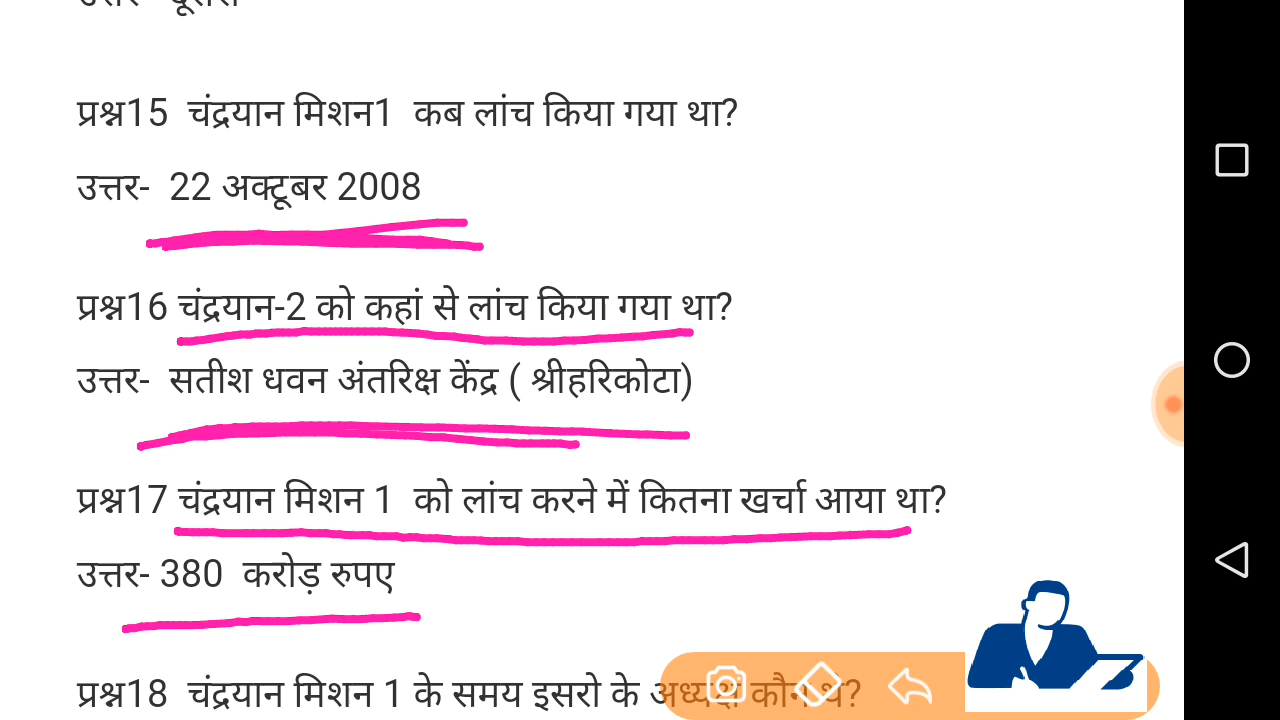 प्रश्न15 चंद्रयान मिशन1 कब लांच किया गया था?
उत्तर- 22 अक्टूबर 2008
प्रश्न16 चंद्रयान-2 को कहां से लांच किया गया था?
उत्तर- सतीश धवन अंतरिक्ष केंद्र ( श्रीहरिकोटा)
प्रश्न17 चंद्रयान मिशन 1 को लांच करने में कितना खर्चा आया था?
उत्तर- 380 करोड़ रुपए
प्रश्न18 चंद्रयान मिशन 1 के समय इसरो के अध्यक्ष कौन थे?